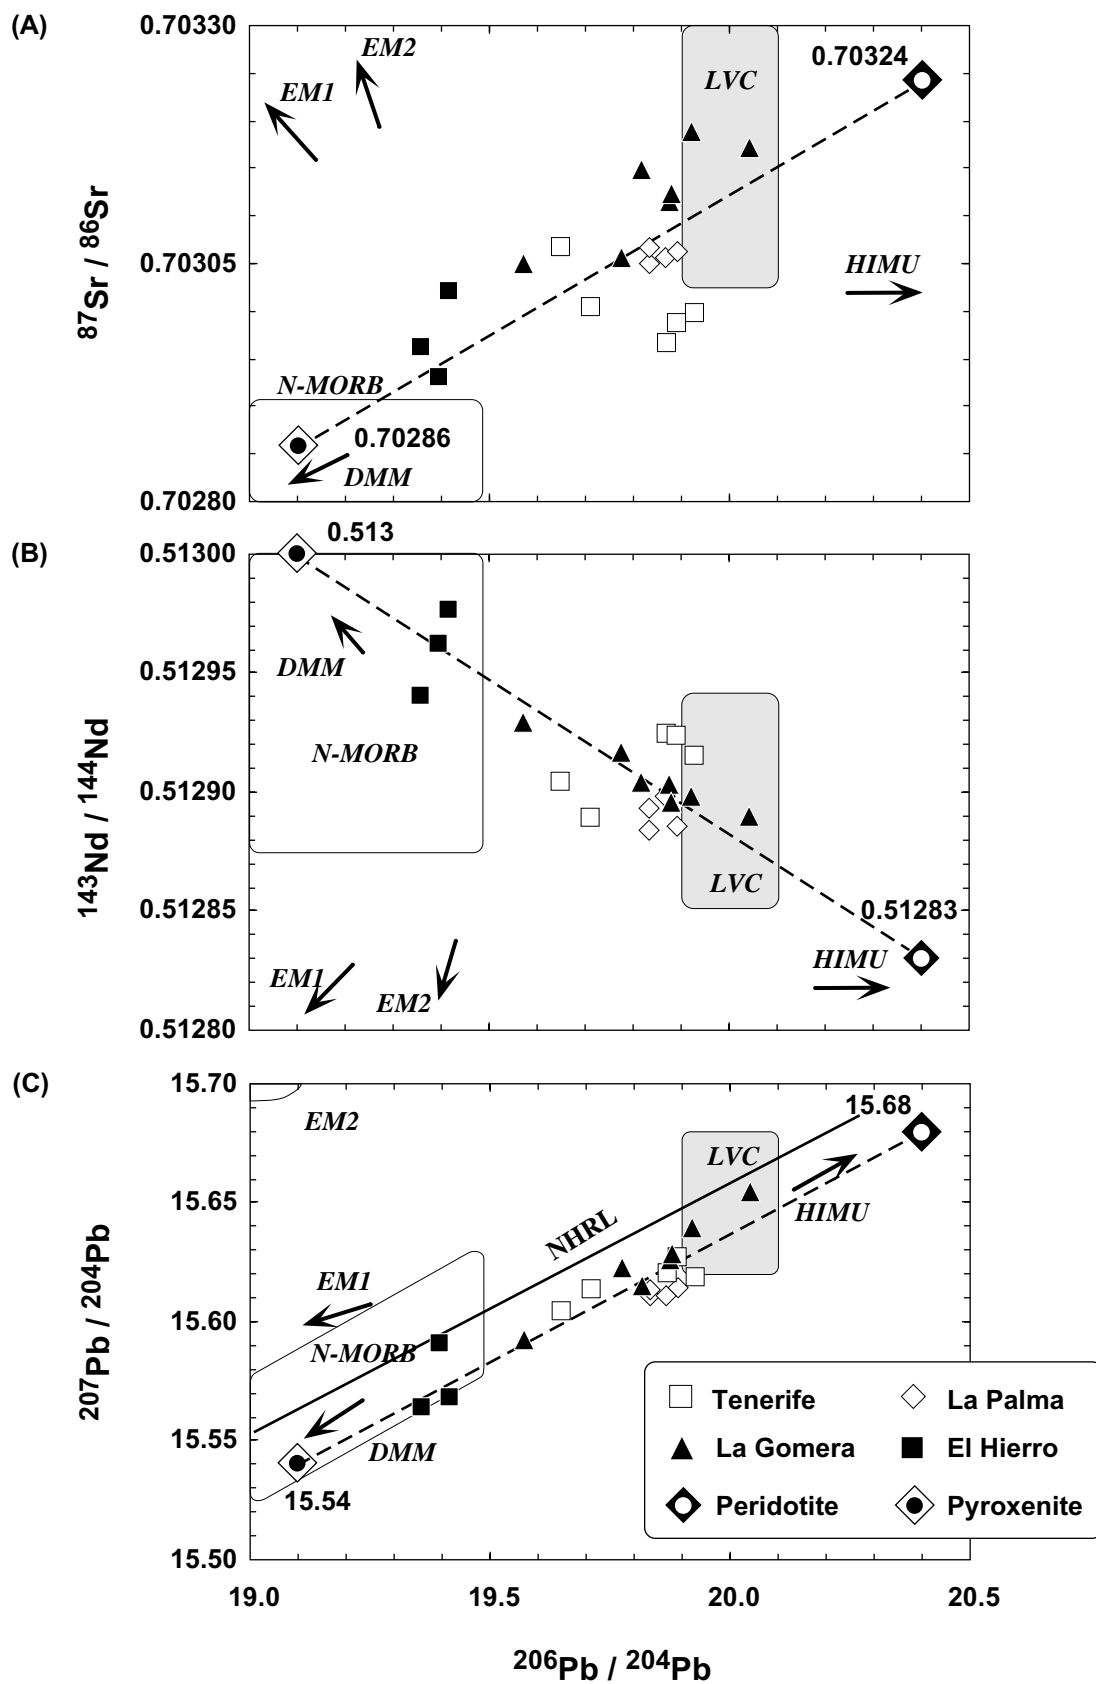 (A)
0.70330
EM2
EM1
LVC
0.70324
87Sr / 86Sr
0.70305
HIMU
N-MORB
0.70286
DMM
0.70280
(B)
0.513
0.51300
0.51295
DMM
N-MORB
143Nd / 144Nd
0.51290
LVC
0.51285
0.51283
HIMU
EM1
EM2
0.51280
(C)
15.70
15.68
EM2
LVC
15.65
HIMU
NHRL
207Pb / 204Pb
EM1
15.60
N-MORB
15.55
DMM
15.54
15.50
Tenerife
La Palma
La Gomera
El Hierro
Peridotite
Pyroxenite
19.0 19.5 20.0 20.5
206Pb / 204Pb